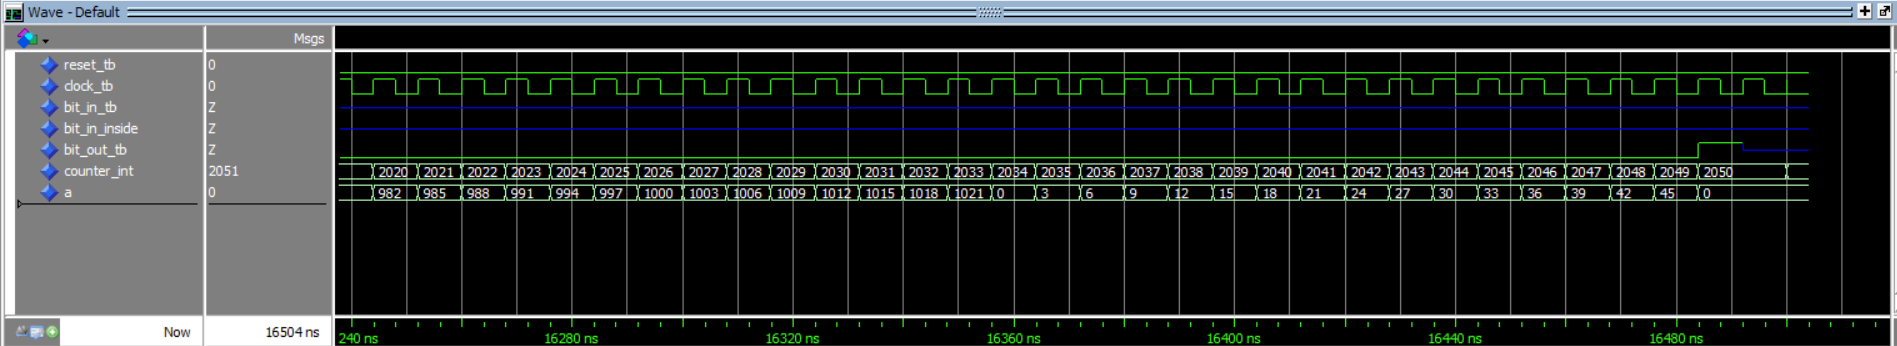 Wave - Default
Msgs
reset_tb 0
clock_tb 0
bit_in_tb Z
bit_in_inside Z
bit_out_tb Z
counter_int 2051 2020 2021 2022 2023 2024 2025 2026 2027 2028 2029 2030 2031 2032 2033 2034 2035 2036 2037 2038 2039 2040 2041 2042 2043 2044 2045 2046 2047 2048 2049 2050
a 0 982 985 988 991 994 997 1000 1003 1006 1009 1012 1015 1018 1021 0 3 6 9 12 15 18 21 24 27 30 33 36 39 42 45 0
Now 16504 ns 240 ns 16280 ns 16320 ns 16360 ns 16400 ns 16440 ns 16480 ns